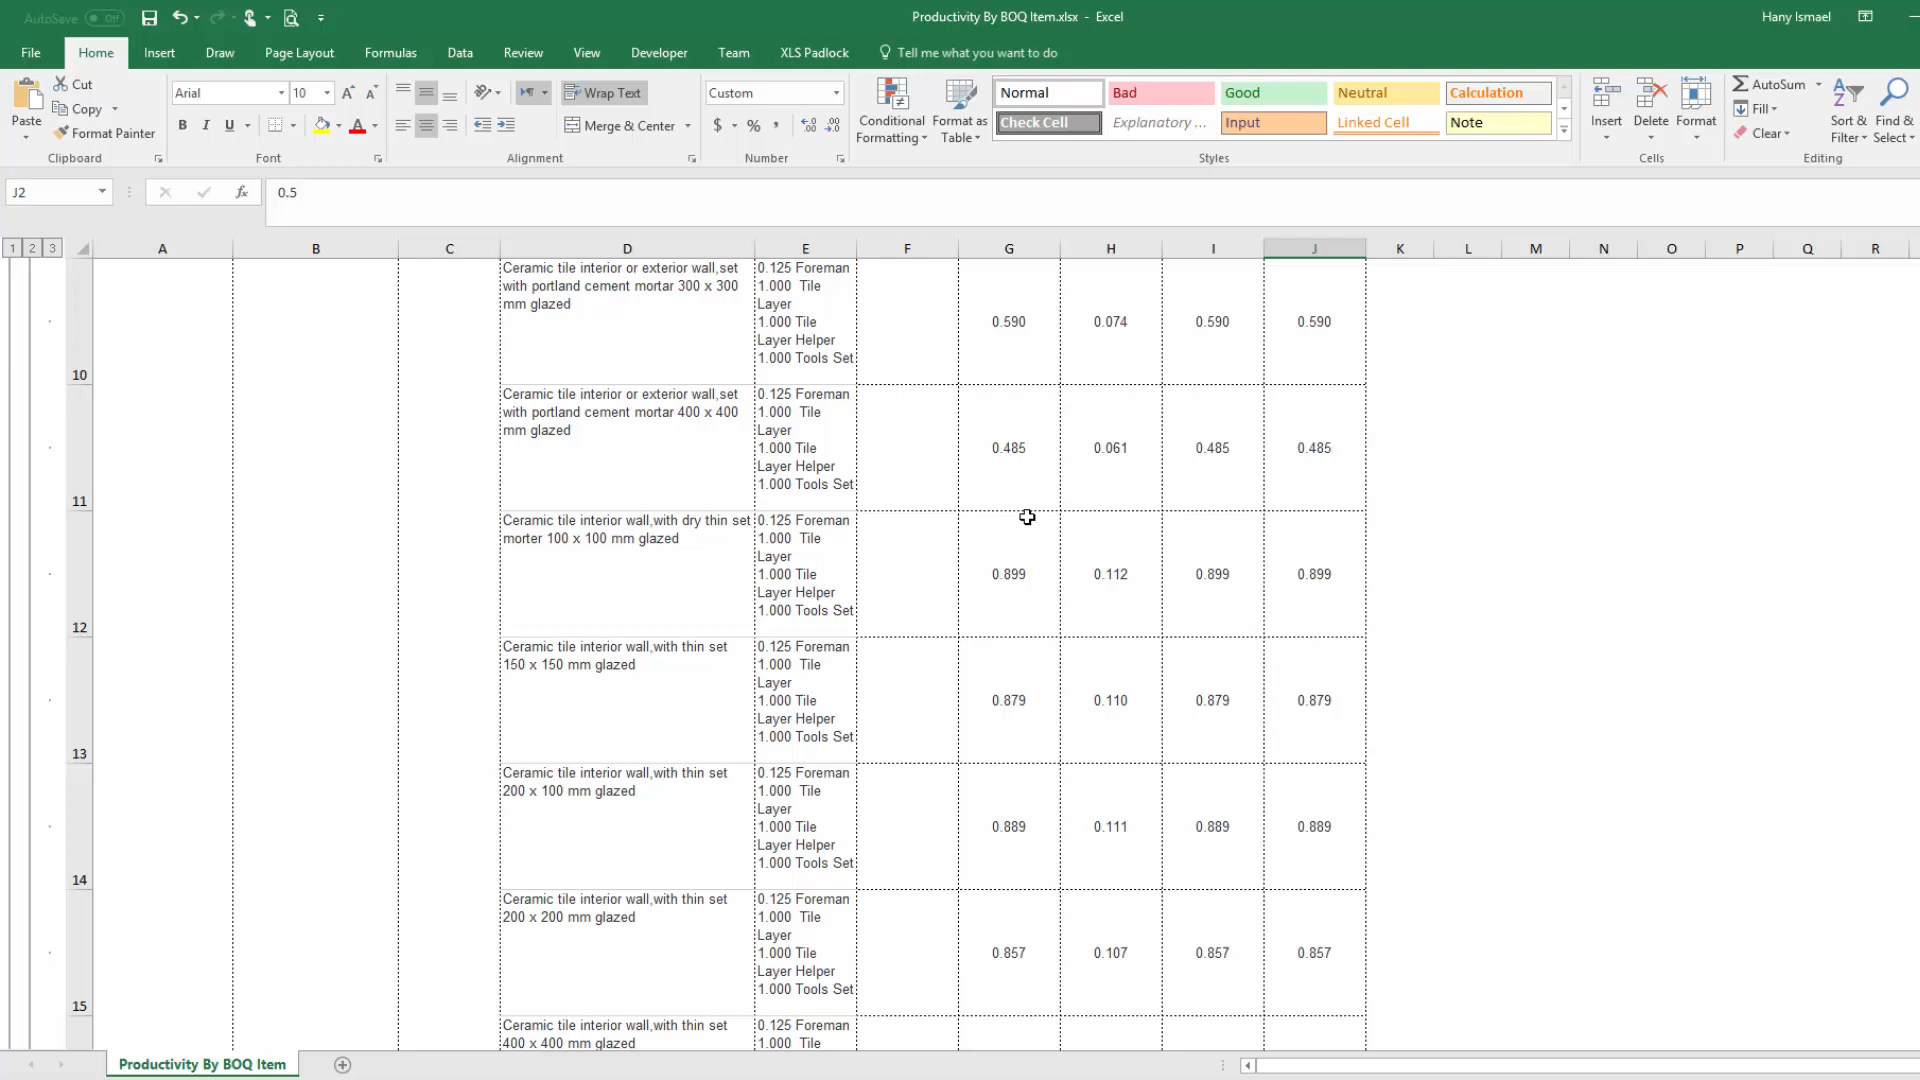 AutoSave Off
Productivity By BOQ Item.xlsx - Excel
Hany Ismael
File Home Insert Draw Page Layout Formulas Data Review View Developer Team XLS Padlock Tell me what you want to do
Paste
Cut
Copy
Format Painter
Clipboard
Arial 10
B I U
Font
Wrap Text
Merge & Center
Alignment
Custom
$ % ,
Number
Conditional Formatting
Format as Table
Normal Bad Good Neutral Calculation
Check Cell Explanatory ... Input Linked Cell Note
Styles
Insert Delete Format
Cells
AutoSum
Fill
Clear
Sort & Filter
Find & Select
Editing
J2
fx
0.5
1 2 3
A B C D E F G H I J K L M N O P Q R
10
Ceramic tile interior or exterior wall,set
with portland cement mortar 300 x 300
mm glazed
0.125 Foreman
1.000 Tile
Layer
1.000 Tile
Layer Helper
1.000 Tools Set
0.590 0.074 0.590 0.590
11
Ceramic tile interior or exterior wall,set
with portland cement mortar 400 x 400
mm glazed
0.125 Foreman
1.000 Tile
Layer
1.000 Tile
Layer Helper
1.000 Tools Set
0.485 0.061 0.485 0.485
12
Ceramic tile interior wall,with dry thin set
morter 100 x 100 mm glazed
0.125 Foreman
1.000 Tile
Layer
1.000 Tile
Layer Helper
1.000 Tools Set
0.899 0.112 0.899 0.899
13
Ceramic tile interior wall,with thin set
150 x 150 mm glazed
0.125 Foreman
1.000 Tile
Layer
1.000 Tile
Layer Helper
1.000 Tools Set
0.879 0.110 0.879 0.879
14
Ceramic tile interior wall,with thin set
200 x 100 mm glazed
0.125 Foreman
1.000 Tile
Layer
1.000 Tile
Layer Helper
1.000 Tools Set
0.889 0.111 0.889 0.889
15
Ceramic tile interior wall,with thin set
200 x 200 mm glazed
0.125 Foreman
1.000 Tile
Layer
1.000 Tile
Layer Helper
1.000 Tools Set
0.857 0.107 0.857 0.857
Ceramic tile interior wall,with thin set
400 x 400 mm glazed
0.125 Foreman
1.000 Tile
Productivity By BOQ Item